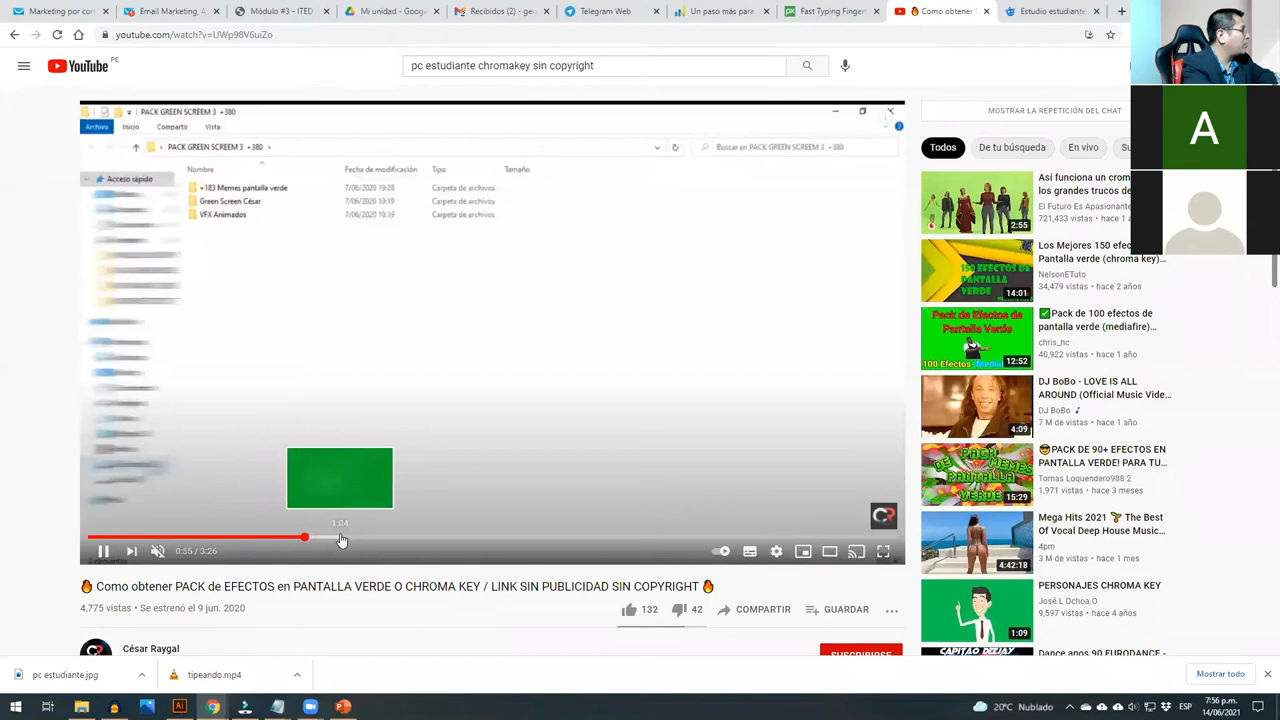 Marketing por com
Email Marketing, A
Módulo #3 - ITED
Mi unidad - Googl
Recibidos (2) - ge
Telegram Web
Un paso más para
Fast Typing Finger
🔥 Como obtener
Estudio estudiante
youtube.com/watch?v=UWp98V6uiZo
YouTube PE
pc estudiante chromakey sin copyright
PACK GREEN SCREEM 3 +380
Archivo Inicio Compartir Vista
PACK GREEN SCREEM 3 +380
Buscar en PACK GREEN SCREEM 3 +380
Acceso rápido
Nombre Fecha de modificación Tipo Tamaño
+183 Memes pantalla verde 7/06/2020 19:28 Carpeta de archivos
Green Screen César 7/06/2020 19:19 Carpeta de archivos
VFX Animados 7/06/2020 19:19 Carpeta de archivos
1:04
0:55 / 3:26
🔥 Como obtener PACK de EFECTOS en PANTALLA VERDE O CHROMA KEY / LINK SIN PUBLICIDAD SIN COPYRIGHT 🔥
4,775 vistas • Se estrenó el 9 jun. 2020
132 42 COMPARTIR GUARDAR
César Raygal
SUSCRIBIRSE
MOSTRAR LA REPETICIÓN DEL CHAT
Todos De tu búsqueda En vivo Su
Así funciona un crom
los grandes trucos de
El Futuro Es Apasionante
721,433 vistas • hace 1 a
2:55
Los Mejores 150 efec
Pantalla verde (chroma key)...
NelsonETuto
34,479 vistas • hace 2 años
150 EFECTOS DE
PANTALLA
VERDE
14:01
✅Pack de 100 efectos de
pantalla verde (mediafire)...
chris_hc
40,922 vistas • hace 1 año
Pack de Efectos de
Pantalla Verde
100 Efectos
12:52
DJ BoBo - LOVE IS ALL
AROUND (Official Music Vide...
DJ BoBo
7 M de vistas • hace 1 año
4:09
😎PACK DE 90+ EFECTOS EN
PANTALLA VERDE! PARA TU...
Tomas Loquendero988 2
1,971 vistas • hace 3 meses
15:29
Mega Hits 2021 🌱 The Best
Of Vocal Deep House Music...
4pm
3 M de vistas • hace 1 mes
4:42:18
PERSONAJES CHROMA KEY
José.L Ochoa.O
9,597 vistas • hace 4 años
1:09
Dance anos 90 EURODANCE -
CAPITAO DEEJAY
A
pc estudiante.jpg
tipeando.mp4
Mostrar todo
20°C Nublado
ESP
7:56 p.m.
14/06/2021